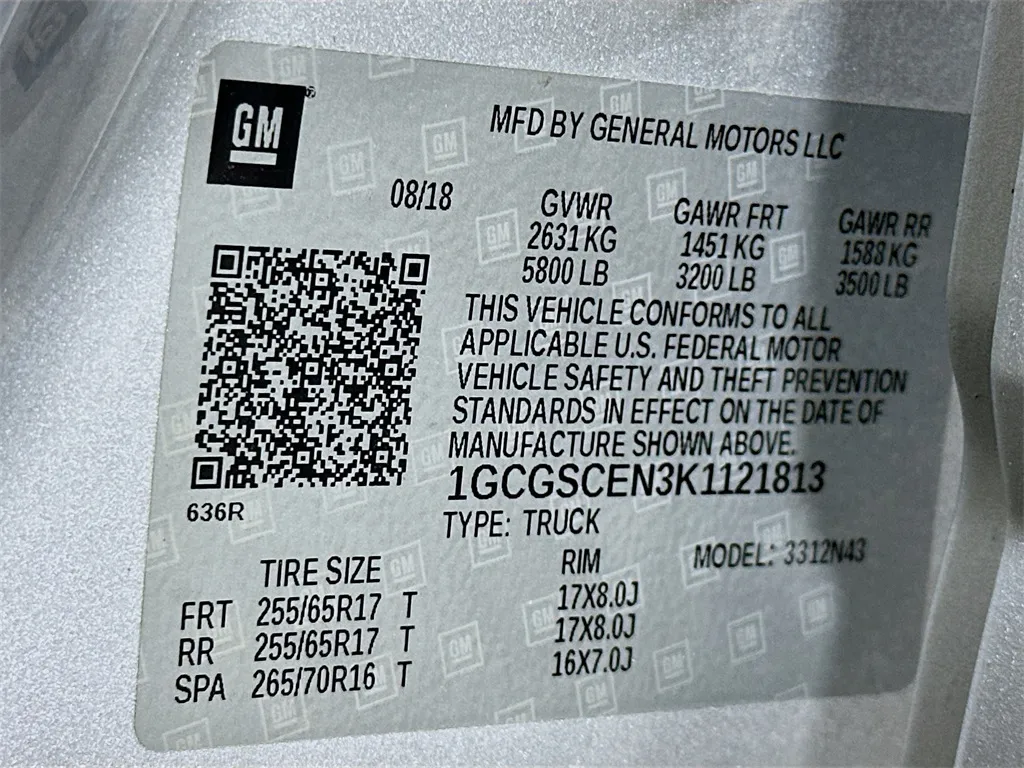 GM
MFD BY GENERAL MOTORS LLC
08/18
GVWR GAWR FRT GAWR RR
2631 KG 1451 KG 1588 KG
5800 LB 3200 LB 3500 LB
THIS VEHICLE CONFORMS TO ALL
APPLICABLE U.S. FEDERAL MOTOR
VEHICLE SAFETY AND THEFT PREVENTION
STANDARDS IN EFFECT ON THE DATE OF
MANUFACTURE SHOWN ABOVE.
1GCGSCEN3K1121813
636R
TYPE: TRUCK
MODEL: 3312N43
TIRE SIZE RIM
FRT 255/65R17 T 17X8.0J
RR 255/65R17 T 17X8.0J
SPA 265/70R16 T 16X7.0J